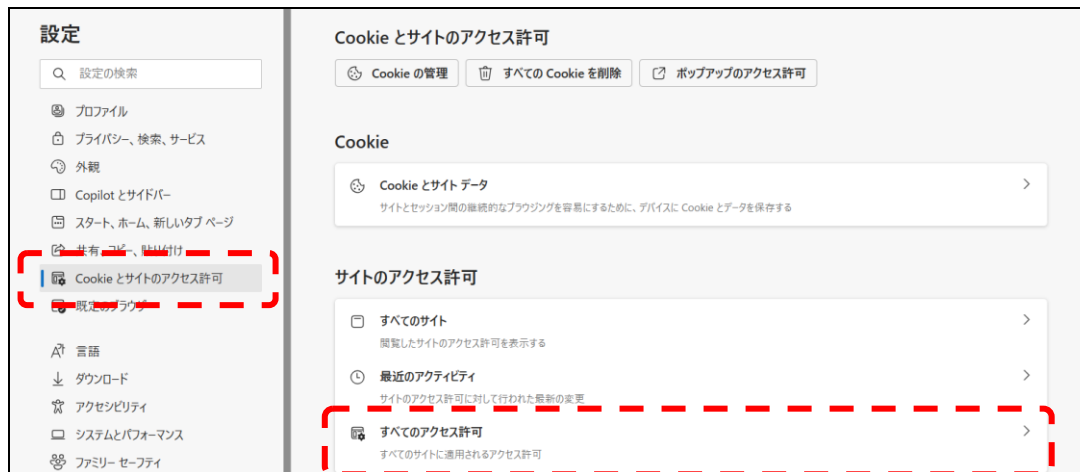 設定
設定の検索
プロファイル
プライバシー、検索、サービス
外観
Copilot とサイドバー
スタート、ホーム、新しいタブ ページ
共有、コピー、貼り付け
Cookie とサイトのアクセス許可
既定のブラウザー
言語
ダウンロード
アクセシビリティ
システムとパフォーマンス
ファミリー セーフティ
Cookie とサイトのアクセス許可
Cookie の管理
すべての Cookie を削除
ポップアップのアクセス許可
Cookie
Cookie とサイト データ
サイトとセッション間の継続的なブラウジングを容易にするために、デバイスに Cookie とデータを保存する
サイトのアクセス許可
すべてのサイト
閲覧したサイトのアクセス許可を表示する
最近のアクティビティ
サイトのアクセス許可に対して行われた最新の変更
すべてのアクセス許可
すべてのサイトに適用されるアクセス許可